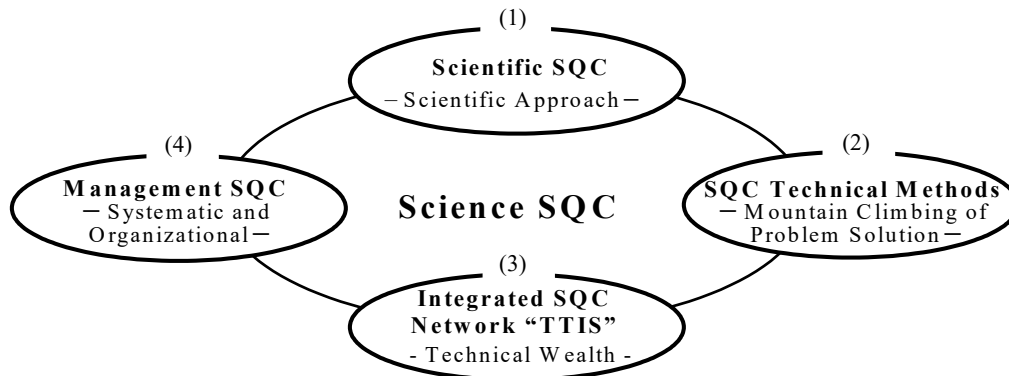 (1)
Scientific SQC
– Scientific Approach –
(4)
Management SQC
– Systematic and
Organizational –
Science SQC
(2)
SQC Technical Methods
– Mountain Climbing of
Problem Solution –
(3)
Integrated SQC
Network “TTIS”
- Technical Wealth -